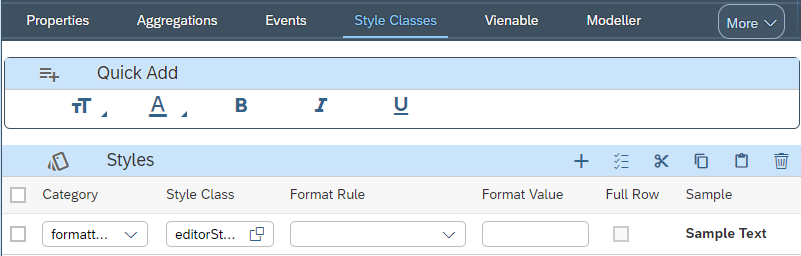 Properties Aggregations Events Style Classes Vienable Modeller More
Quick Add
TT A B I U
Styles
Category Style Class Format Rule Format Value Full Row Sample
formatt... editorSt... Sample Text